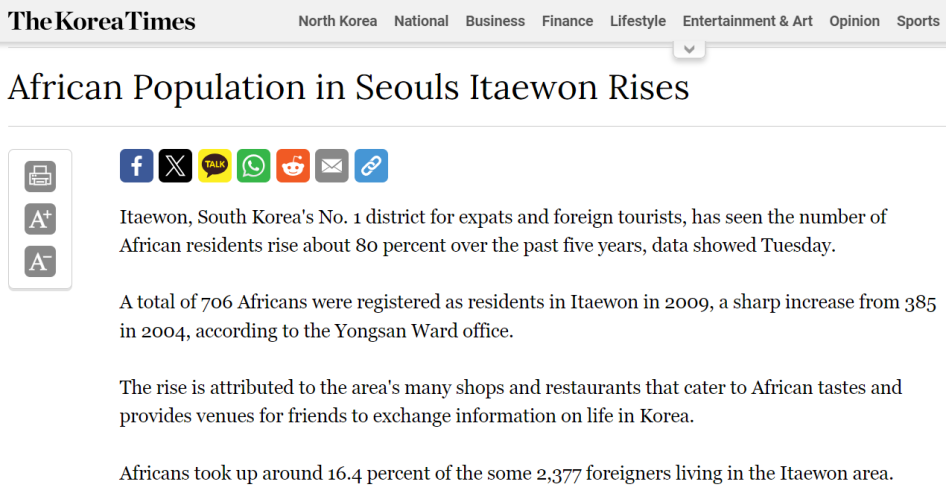 The Korea Times
North Korea National Business Finance Lifestyle Entertainment & Art Opinion Sports
African Population in Seouls Itaewon Rises
TALK
A+
A-
Itaewon, South Korea's No. 1 district for expats and foreign tourists, has seen the number of
African residents rise about 80 percent over the past five years, data showed Tuesday.
A total of 706 Africans were registered as residents in Itaewon in 2009, a sharp increase from 385
in 2004, according to the Yongsan Ward office.
The rise is attributed to the area's many shops and restaurants that cater to African tastes and
provides venues for friends to exchange information on life in Korea.
Africans took up around 16.4 percent of the some 2,377 foreigners living in the Itaewon area.